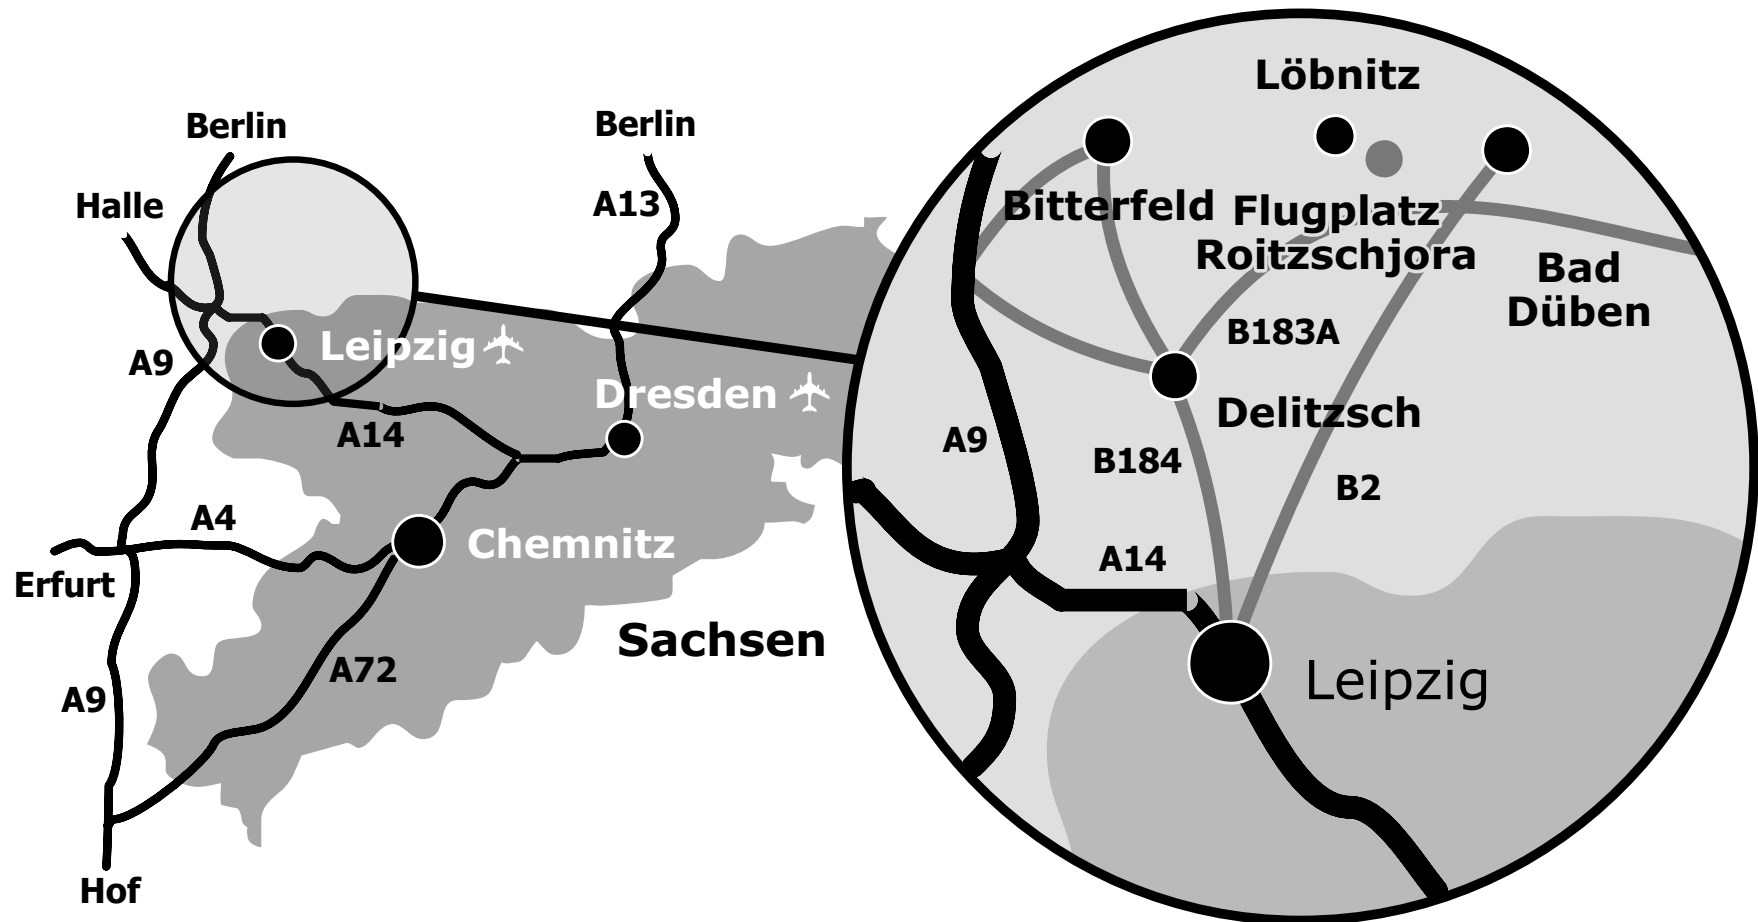 Berlin
Halle
Berlin
A13
A9
Leipzig
Dresden
A14
A4
Chemnitz
Erfurt
Sachsen
A72
A9
Hof
Löbnitz
Bitterfeld
Flugplatz
Roitzschjora
Bad
Düben
B183A
Delitzsch
A9
B184
B2
A14
Leipzig